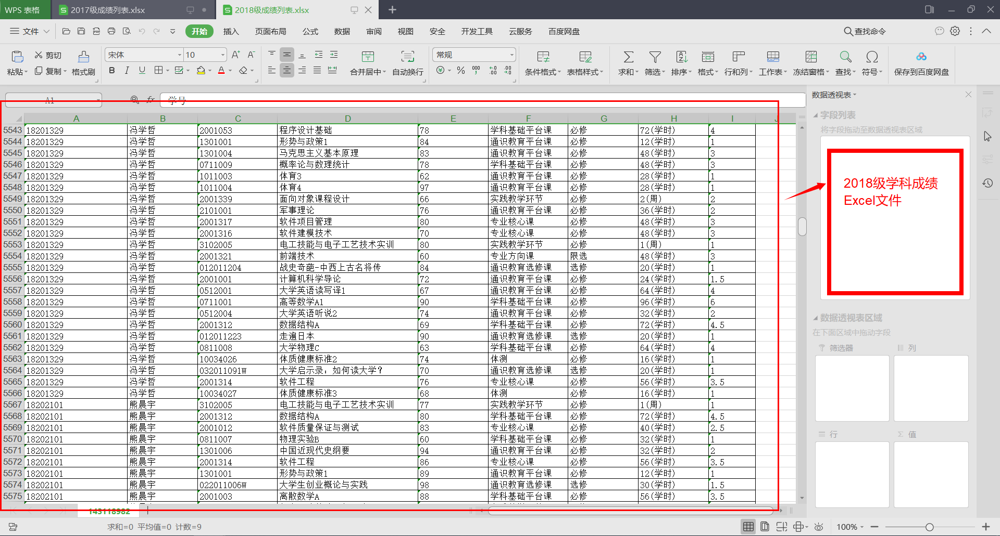 WPS 表格
2017级成绩列表.xlsx
2018级成绩列表.xlsx
文件
开始
插入
页面布局
公式
数据
审阅
视图
安全
开发工具
云服务
百度网盘
查找命令
粘贴
剪切
复制
格式刷
宋体
10
合并居中
自动换行
常规
条件格式
表格样式
求和
筛选
排序
格式
行和列
工作表
冻结窗格
查找
符号
保存到百度网盘
A1
fx
学号
A B C D E F G H I J
5543 18201329 冯学哲 2001053 程序设计基础 78 学科基础平台课 必修 72(学时) 4
5544 18201329 冯学哲 1301001 形势与政策1 84 通识教育平台课 必修 12(学时) 1
5545 18201329 冯学哲 1301004 马克思主义基本原理 83 通识教育平台课 必修 48(学时) 3
5546 18201329 冯学哲 0711009 概率论与数理统计 78 学科基础平台课 必修 48(学时) 3
5547 18201329 冯学哲 1011003 体育3 62 通识教育平台课 必修 28(学时) 1
5548 18201329 冯学哲 1011004 体育4 97 通识教育平台课 必修 28(学时) 1
5549 18201329 冯学哲 2001339 面向对象课程设计 66 实践教学环节 必修 2(周) 2
5550 18201329 冯学哲 2101001 军事理论 76 通识教育平台课 必修 36(学时) 2
5551 18201329 冯学哲 2001317 软件项目管理 80 专业核心课 必修 48(学时) 3
5552 18201329 冯学哲 2001316 软件建模技术 70 专业核心课 必修 48(学时) 3
5553 18201329 冯学哲 3102005 电工技能与电子工艺技术实训 80 实践教学环节 必修 1(周) 1
5554 18201329 冯学哲 2001321 前端技术 60 专业方向课 限选 48(学时) 3
5555 18201329 冯学哲 012011204 战史奇葩-中西上古名将传 84 通识教育选修课 选修 20(学时) 1
5556 18201329 冯学哲 2001001 计算机科学导论 72 通识教育平台课 必修 24(学时) 1.5
5557 18201329 冯学哲 0512001 大学英语读写译1 67 通识教育平台课 必修 64(学时) 4
5558 18201329 冯学哲 0711001 高等数学A1 90 学科基础平台课 必修 96(学时) 6
5559 18201329 冯学哲 0512004 大学英语听说2 74 通识教育平台课 必修 32(学时) 2
5560 18201329 冯学哲 2001312 数据结构A 69 学科基础平台课 必修 72(学时) 4.5
5561 18201329 冯学哲 012011223 走遍日本 90 通识教育选修课 选修 20(学时) 1
5562 18201329 冯学哲 0811008 大学物理C 63 学科基础平台课 必修 64(学时) 4
5563 18201329 冯学哲 10034026 体质健康标准2 74 体测 必修 16(学时) 1
5564 18201329 冯学哲 032011091W 大学启示录：如何读大学？ 70 通识教育选修课 选修 20(学时) 1
5565 18201329 冯学哲 2001314 软件工程 76 专业核心课 必修 56(学时) 3.5
5566 18201329 冯学哲 10034027 体质健康标准3 68 体测 必修 16(学时) 1
5567 18202101 熊晨宇 3102005 电工技能与电子工艺技术实训 77 实践教学环节 必修 1(周) 1
5568 18202101 熊晨宇 2001312 数据结构A 80 学科基础平台课 必修 72(学时) 4.5
5569 18202101 熊晨宇 2001012 软件质量保证与测试 83 专业核心课 必修 40(学时) 2.5
5570 18202101 熊晨宇 0811007 物理实验B 60 学科基础平台课 必修 32(学时) 1
5571 18202101 熊晨宇 1301006 中国近现代史纲要 94 通识教育平台课 必修 32(学时) 2
5572 18202101 熊晨宇 2001314 软件工程 86 专业核心课 必修 56(学时) 3.5
5573 18202101 熊晨宇 1301001 形势与政策1 89 通识教育平台课 必修 12(学时) 1
5574 18202101 熊晨宇 022011006W 大学生创业概论与实践 98 通识教育选修课 选修 30(学时) 1.5
5575 18202101 熊晨宇 2001003 离散数学A 88 学科基础平台课 必修 56(学时) 3.5
143118982
求和=0 平均值=0 计数=9
100%
数据透视表
字段列表
将字段拖动至数据透视表区域
2018级学科成绩
Excel文件
数据透视表区域
在下面区域中拖动字段
筛选器
列
行
值